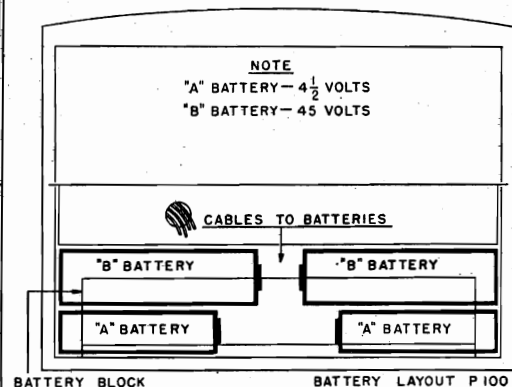 NOTE
"A" BATTERY — 4½ VOLTS
"B" BATTERY — 45 VOLTS
CABLES TO BATTERIES
"B" BATTERY
"B" BATTERY
"A" BATTERY
"A" BATTERY
BATTERY BLOCK
BATTERY LAYOUT P100